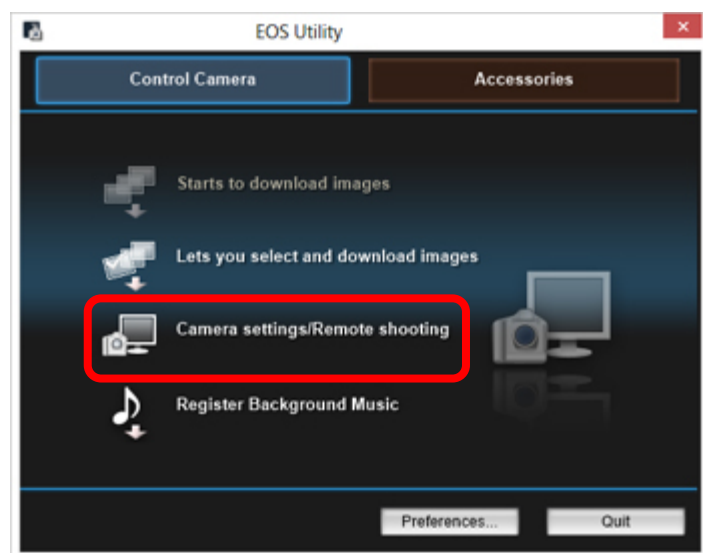 EOS Utility
Control Camera
Accessories
Starts to download images
Lets you select and download images
Camera settings/Remote shooting
Register Background Music
Preferences...
Quit